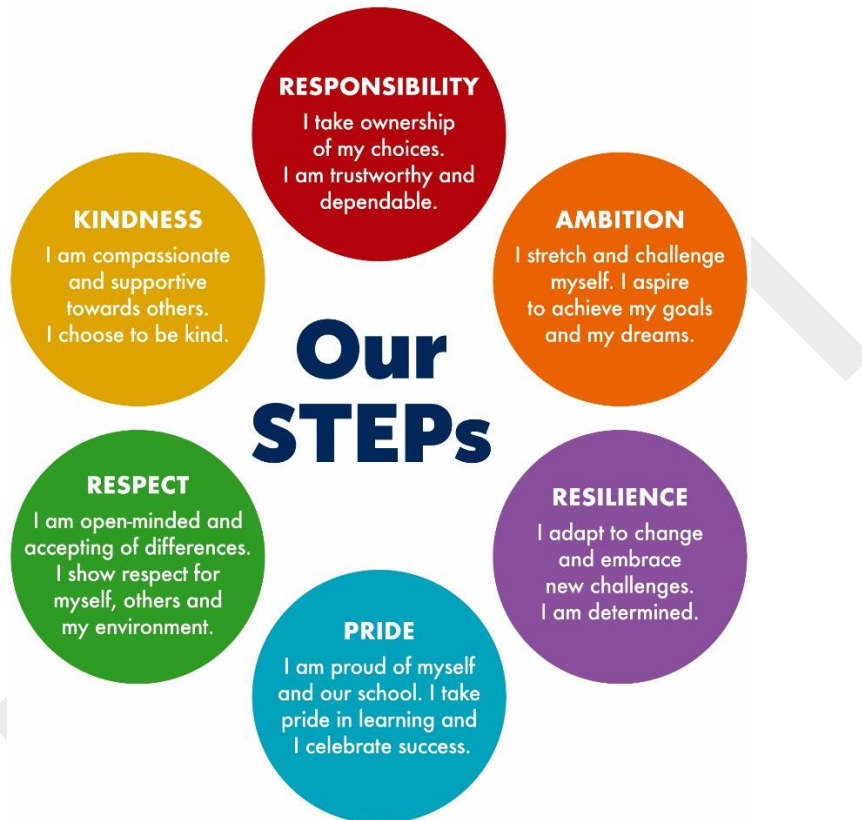 RESPONSIBILITY
I take ownership
of my choices.
I am trustworthy and
dependable.
KINDNESS
I am compassionate
and supportive
towards others.
I choose to be kind.
AMBITION
I stretch and challenge
myself. I aspire
to achieve my goals
and my dreams.
Our
STEPs
RESPECT
I am open-minded and
accepting of differences.
I show respect for
myself, others and
my environment.
RESILIENCE
I adapt to change
and embrace
new challenges.
I am determined.
PRIDE
I am proud of myself
and our school. I take
pride in learning and
I celebrate success.